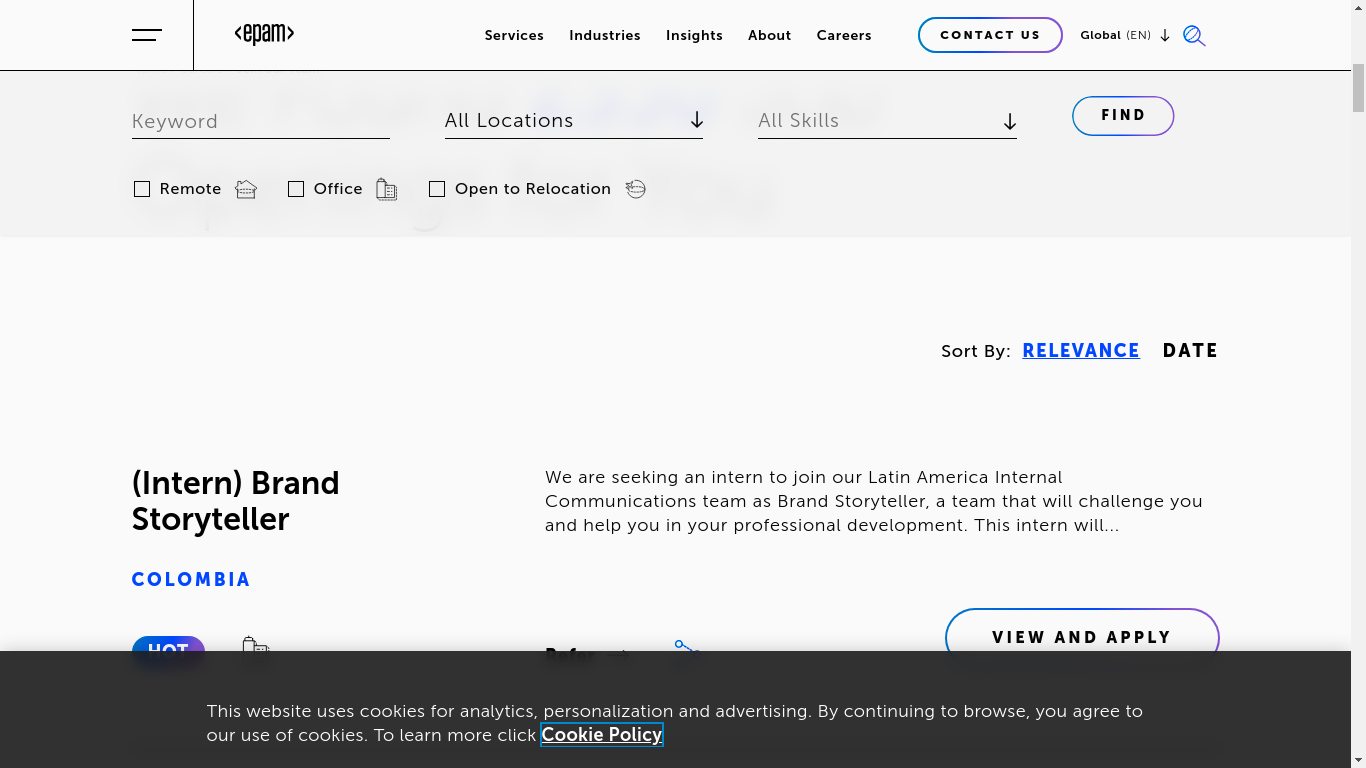 <epam>
Services Industries Insights About Careers CONTACT US Global (EN)
Keyword All Locations All Skills FIND
Remote Office Open to Relocation
Sort By: RELEVANCE DATE
(Intern) Brand
Storyteller
We are seeking an intern to join our Latin America Internal
Communications team as Brand Storyteller, a team that will challenge you
and help you in your professional development. This intern will...
COLOMBIA
HOT
Refer
VIEW AND APPLY
This website uses cookies for analytics, personalization and advertising. By continuing to browse, you agree to
our use of cookies. To learn more click Cookie Policy